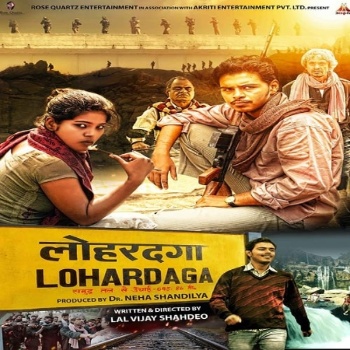 ROSE QUARTZ ENTERTAINMENT IN ASSOCIATION WITH AKRITI ENTERTAINMENT PVT. LTD. PRESENT
लोहरदगा
LOHARDAGA
PRODUCED BY DR. NEHA SHANDILYA
WRITTEN & DIRECTED BY
LAL VIJAY SHAHDEO